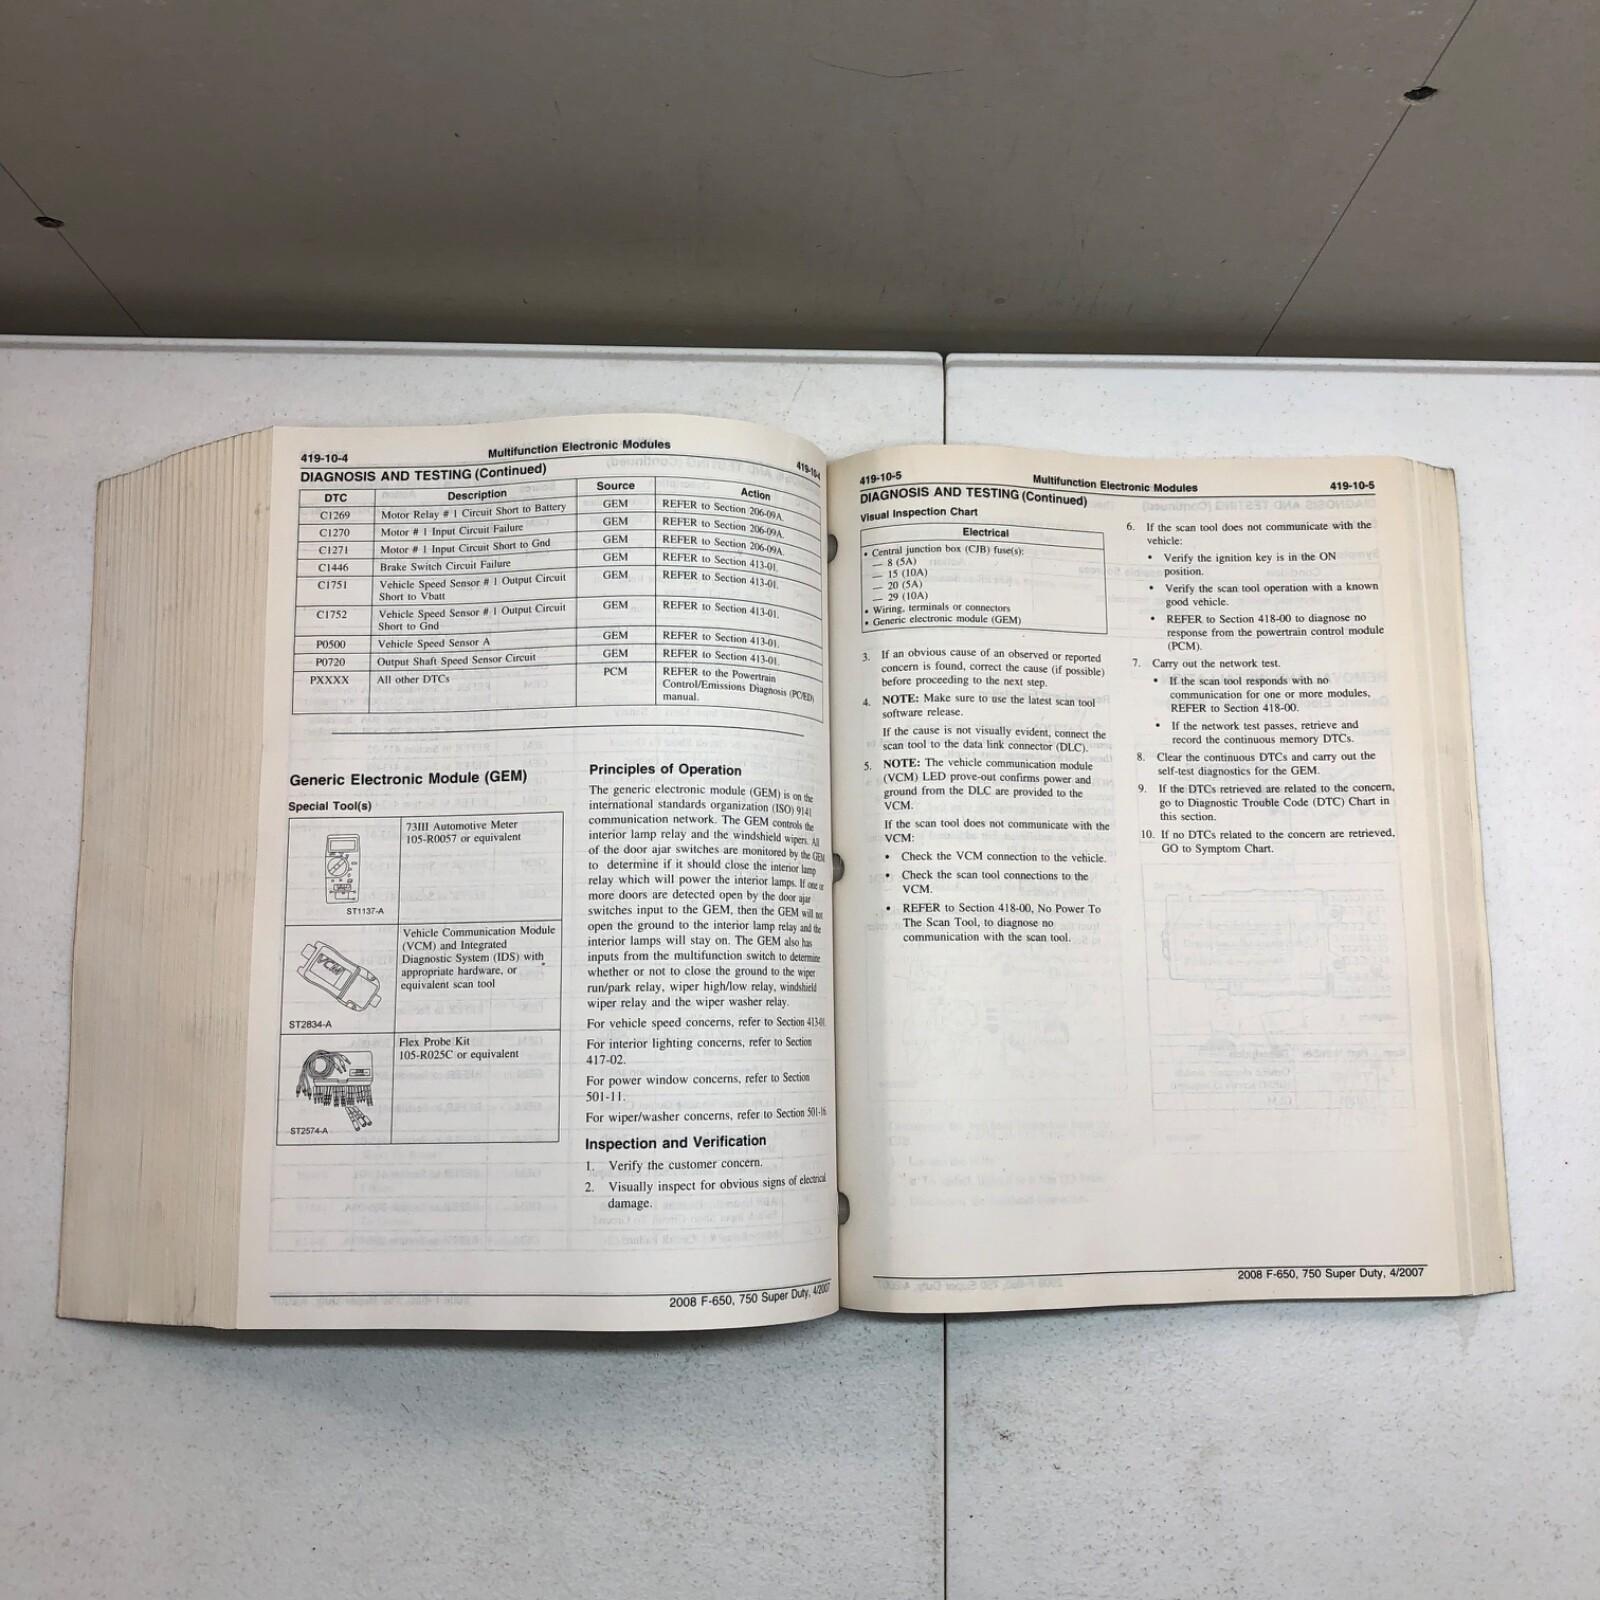 419-10-4
Multifunction Electronic Modules
419-10-4
DIAGNOSIS AND TESTING (Continued)
DTC Description Source Action
C1269 Motor Relay # 1 Circuit Short to Battery GEM REFER to Section 206-09A.
C1270 Motor # 1 Input Circuit Failure GEM REFER to Section 206-09A.
C1271 Motor # 1 Input Circuit Short to Gnd GEM REFER to Section 206-09A.
C1446 Brake Switch Circuit Failure GEM REFER to Section 413-01.
C1751 Vehicle Speed Sensor # 1 Output Circuit GEM REFER to Section 413-01.
Short to Vbatt
C1752 Vehicle Speed Sensor # 1 Output Circuit GEM REFER to Section 413-01.
Short to Gnd
P0500 Vehicle Speed Sensor A GEM REFER to Section 413-01.
P0720 Output Shaft Speed Sensor Circuit GEM REFER to Section 413-01.
PXXXX All other DTCs PCM REFER to the Powertrain
Control/Emissions Diagnosis (PC/ED)
manual.
Generic Electronic Module (GEM)
Special Tool(s)
73III Automotive Meter
105-R0057 or equivalent
ST1137-A
Vehicle Communication Module
(VCM) and Integrated
Diagnostic System (IDS) with
appropriate hardware, or
equivalent scan tool
VCM
ST2834-A
Flex Probe Kit
105-R025C or equivalent
ST2574-A
Principles of Operation
The generic electronic module (GEM) is on the
international standards organization (ISO) 9141
communication network. The GEM controls the
interior lamp relay and the windshield wipers. All
of the door ajar switches are monitored by the GEM
to determine if it should close the interior lamp
relay which will power the interior lamps. If one or
more doors are detected open by the door ajar
switches input to the GEM, then the GEM will not
open the ground to the interior lamp relay and the
interior lamps will stay on. The GEM also has
inputs from the multifunction switch to determine
whether or not to close the ground to the wiper
run/park relay, wiper high/low relay, windshield
wiper relay and the wiper washer relay.
For vehicle speed concerns, refer to Section 413-01.
For interior lighting concerns, refer to Section
417-02.
For power window concerns, refer to Section
501-11.
For wiper/washer concerns, refer to Section 501-16.
Inspection and Verification
1. Verify the customer concern.
2. Visually inspect for obvious signs of electrical
damage.
2008 F-650, 750 Super Duty, 4/2007
419-10-5
Multifunction Electronic Modules
419-10-5
DIAGNOSIS AND TESTING (Continued)
Visual Inspection Chart
Electrical
• Central junction box (CJB) fuse(s):
— 8 (5A)
— 15 (10A)
— 20 (5A)
— 29 (10A)
• Wiring, terminals or connectors
• Generic electronic module (GEM)
3. If an obvious cause of an observed or reported
concern is found, correct the cause (if possible)
before proceeding to the next step.
4. NOTE: Make sure to use the latest scan tool
software release.
If the cause is not visually evident, connect the
scan tool to the data link connector (DLC).
5. NOTE: The vehicle communication module
(VCM) LED prove-out confirms power and
ground from the DLC are provided to the
VCM.
If the scan tool does not communicate with the
VCM:
• Check the VCM connection to the vehicle.
• Check the scan tool connections to the
VCM.
• REFER to Section 418-00, No Power To
The Scan Tool, to diagnose no
communication with the scan tool.
6. If the scan tool does not communicate with the
vehicle:
• Verify the ignition key is in the ON
position.
• Verify the scan tool operation with a known
good vehicle.
• REFER to Section 418-00 to diagnose no
response from the powertrain control module
(PCM).
7. Carry out the network test.
• If the scan tool responds with no
communication for one or more modules,
REFER to Section 418-00.
• If the network test passes, retrieve and
record the continuous memory DTCs.
8. Clear the continuous DTCs and carry out the
self-test diagnostics for the GEM.
9. If the DTCs retrieved are related to the concern,
go to Diagnostic Trouble Code (DTC) Chart in
this section.
10. If no DTCs related to the concern are retrieved,
GO to Symptom Chart.
2008 F-650, 750 Super Duty, 4/2007